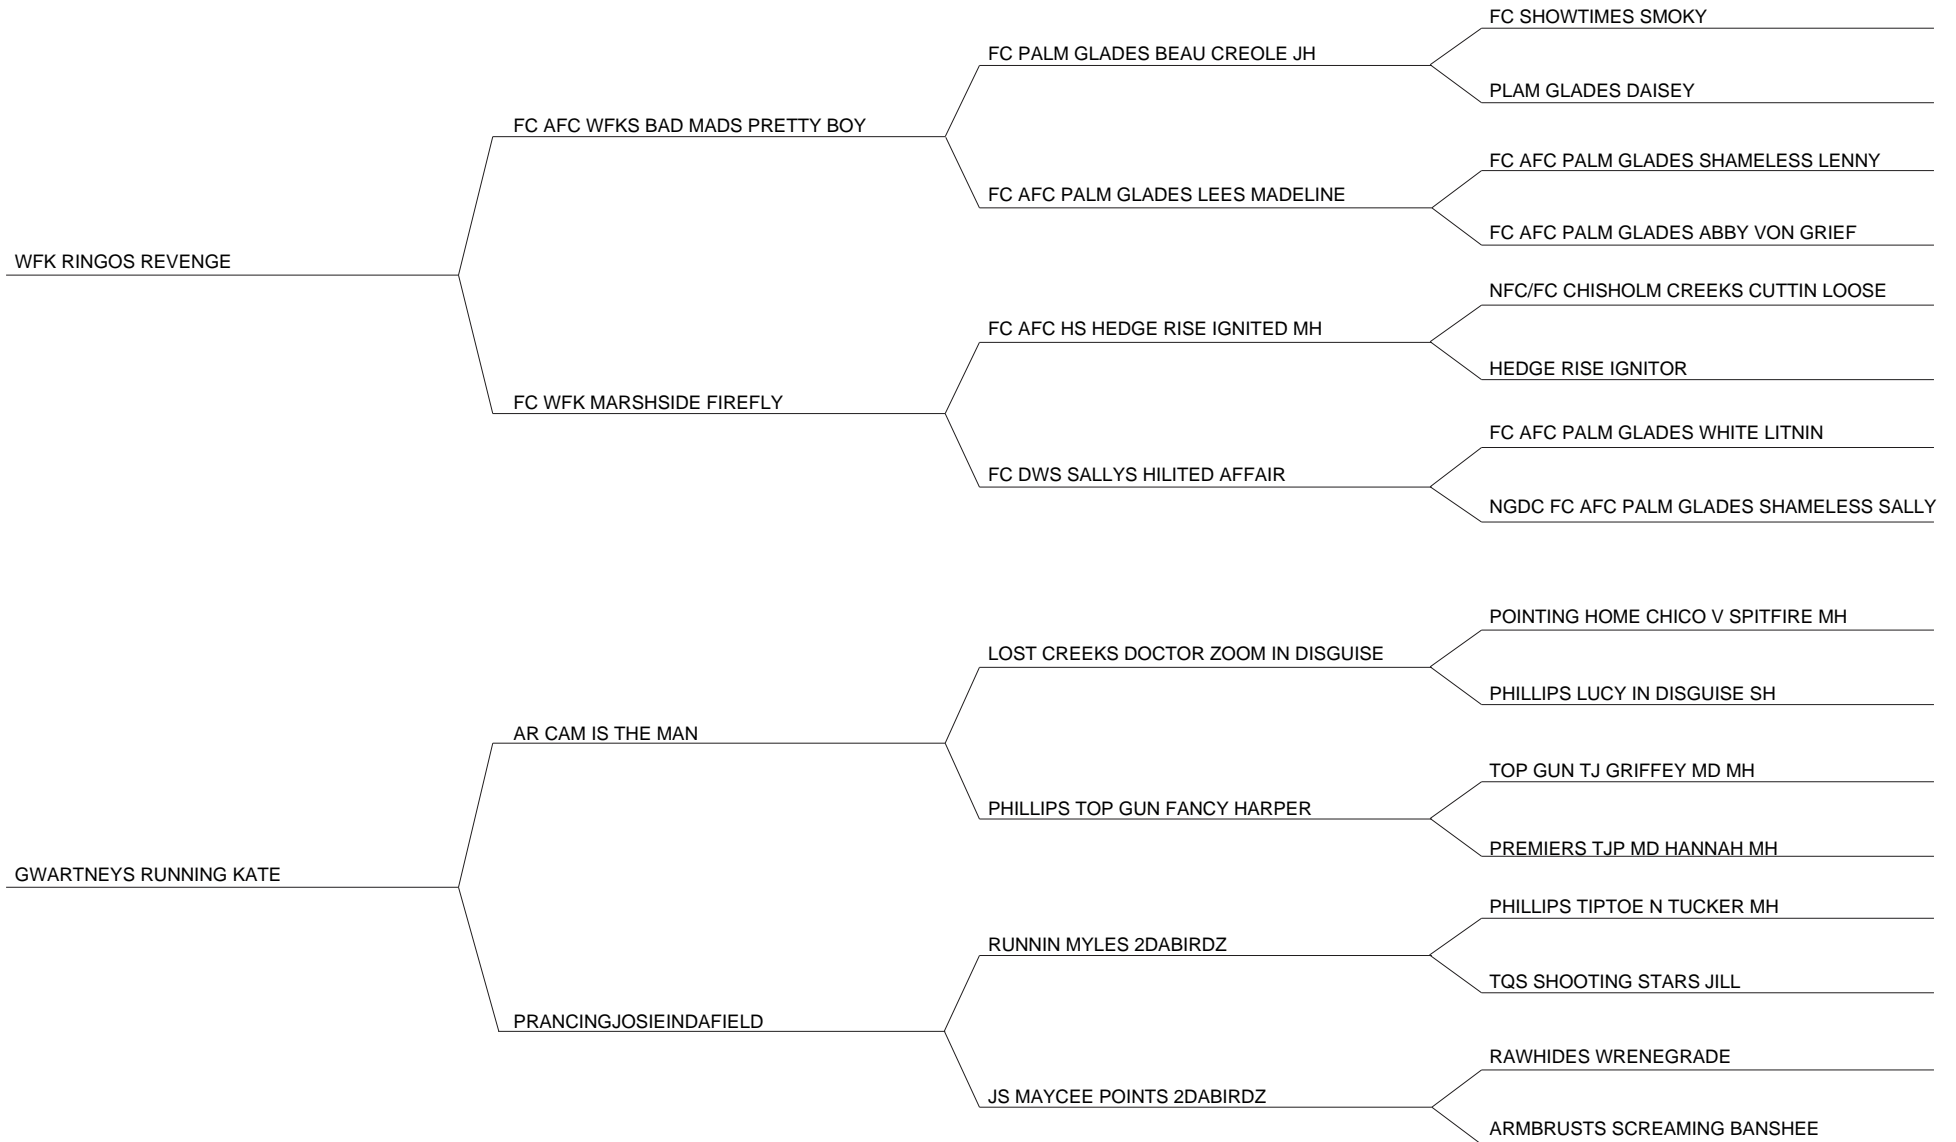 FC SHOWTIMES SMOKY
FC PALM GLADES BEAU CREOLE JH
PLAM GLADES DAISEY
FC AFC WFKS BAD MADS PRETTY BOY
FC AFC PALM GLADES SHAMELESS LENNY
FC AFC PALM GLADES LEES MADELINE
FC AFC PALM GLADES ABBY VON GRIEF
WFK RINGOS REVENGE
NFC/FC CHISHOLM CREEKS CUTTIN LOOSE
FC AFC HS HEDGE RISE IGNITED MH
HEDGE RISE IGNITOR
FC WFK MARSHSIDE FIREFLY
FC AFC PALM GLADES WHITE LITNIN
FC DWS SALLYS HILITED AFFAIR
NGDC FC AFC PALM GLADES SHAMELESS SALLY
POINTING HOME CHICO V SPITFIRE MH
LOST CREEKS DOCTOR ZOOM IN DISGUISE
PHILLIPS LUCY IN DISGUISE SH
AR CAM IS THE MAN
TOP GUN TJ GRIFFEY MD MH
PHILLIPS TOP GUN FANCY HARPER
PREMIERS TJP MD HANNAH MH
GWARTNEYS RUNNING KATE
PHILLIPS TIPTOE N TUCKER MH
RUNNIN MYLES 2DABIRDZ
TQS SHOOTING STARS JILL
PRANCINGJOSIEINDAFIELD
RAWHIDES WRENEGRADE
JS MAYCEE POINTS 2DABIRDZ
ARMBRUSTS SCREAMING BANSHEE